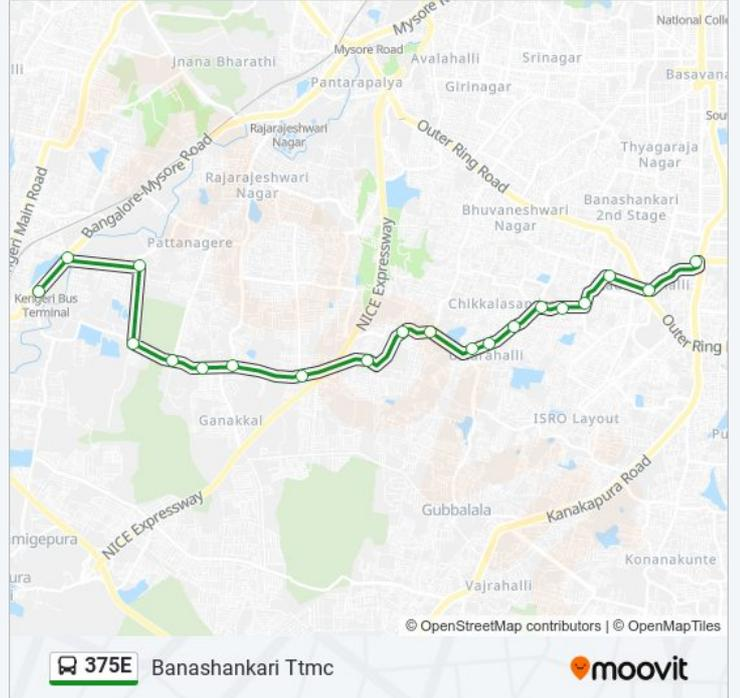 Mysore R
National Colle
Mysore Road
Jnana Bharathi
Avalahalli
Srinagar
lli
Pantarapalya
Girinagar
Basavana
Sou
Rajarajeshwari
Nagar
Outer Ring Road
Thyagaraja
Nagar
Bangalore-Mysore Road
Rajarajeshwari
Nagar
geri Main Road
Bhuvaneshwari
Nagar
Banashankari
2nd Stage
Pattanagere
NICE Expressway
Kengeri Bus
Terminal
Chikkalasan
alli
Outer Ring
arahalli
Ganakkal
ISRO Layout
Pu
Kanakapura Road
NICE Expressway
Gubbalala
migepura
Konanakunte
ura
Vajrahalli
© OpenStreetMap contributors | © OpenMapTiles
375E Banashankari Ttmc
moovit